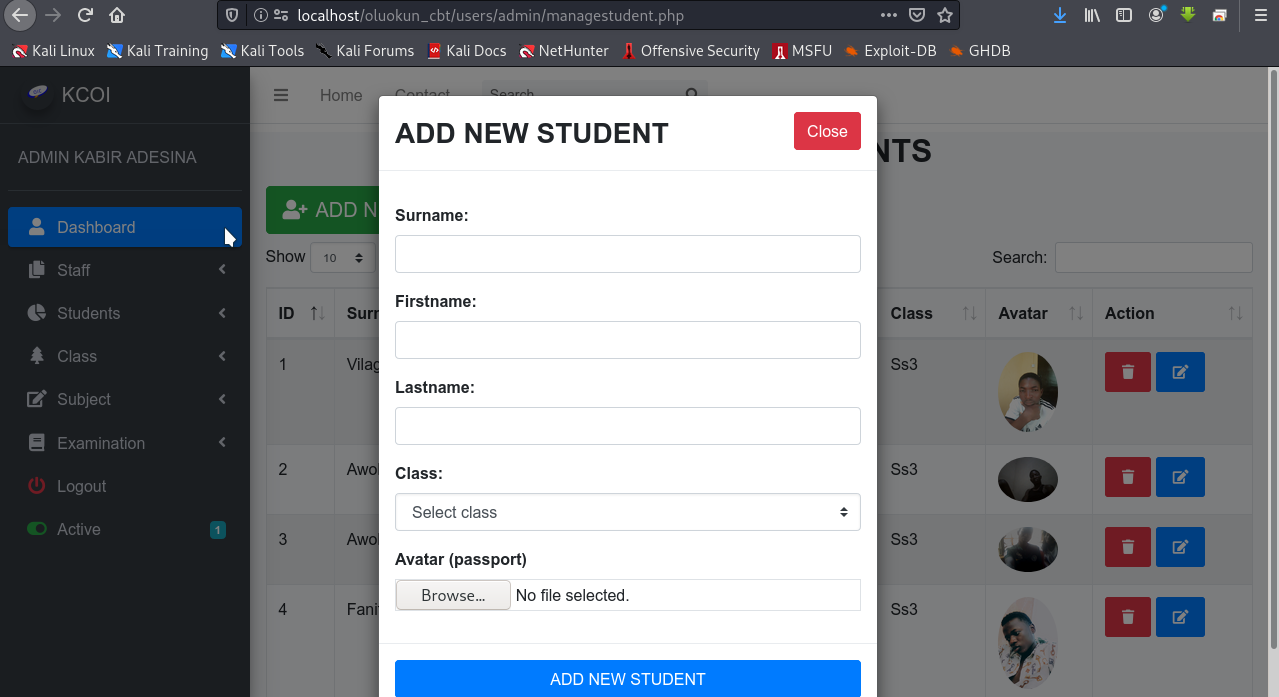 localhost/oluokun_cbt/users/admin/managestudent.php
Kali Linux Kali Training Kali Tools Kali Forums Kali Docs NetHunter Offensive Security MSFU Exploit-DB GHDB
KCOI
Home Contact Search
ADMIN KABIR ADESINA
Dashboard
Staff
Students
Class
Subject
Examination
Logout
Active 1
NTS
ADD N
Show 10
Search:
ID Surn Class Avatar Action
1 Vilag Ss3
2 Awol Ss3
3 Awol Ss3
4 Fani Ss3
ADD NEW STUDENT
Close
Surname:
Firstname:
Lastname:
Class:
Select class
Avatar (passport)
Browse... No file selected.
ADD NEW STUDENT